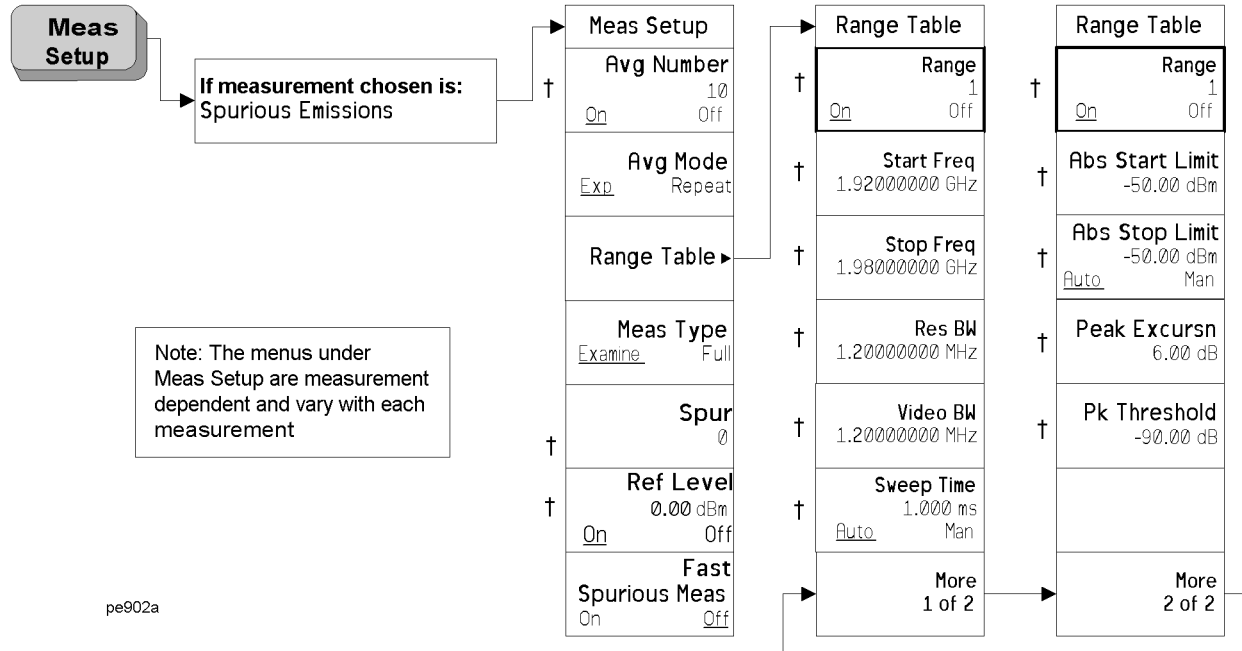 Meas
Setup
If measurement chosen is:
Spurious Emissions
Note: The menus under
Meas Setup are measurement
dependent and vary with each
measurement
pe902a
Meas Setup
†
Avg Number
10
On Off
Avg Mode
Exp Repeat
Range Table
Meas Type
Examine Full
†
Spur
0
†
Ref Level
0.00 dBm
On Off
Fast
Spurious Meas
On Off
Range Table
†
Range
1
On Off
†
Start Freq
1.92000000 GHz
†
Stop Freq
1.98000000 GHz
†
Res BW
1.20000000 MHz
†
Video BW
1.20000000 MHz
†
Sweep Time
1.000 ms
Auto Man
More
1 of 2
Range Table
†
Range
1
On Off
†
Abs Start Limit
-50.00 dBm
†
Abs Stop Limit
-50.00 dBm
Auto Man
†
Peak Excursn
6.00 dB
†
Pk Threshold
-90.00 dB
More
2 of 2